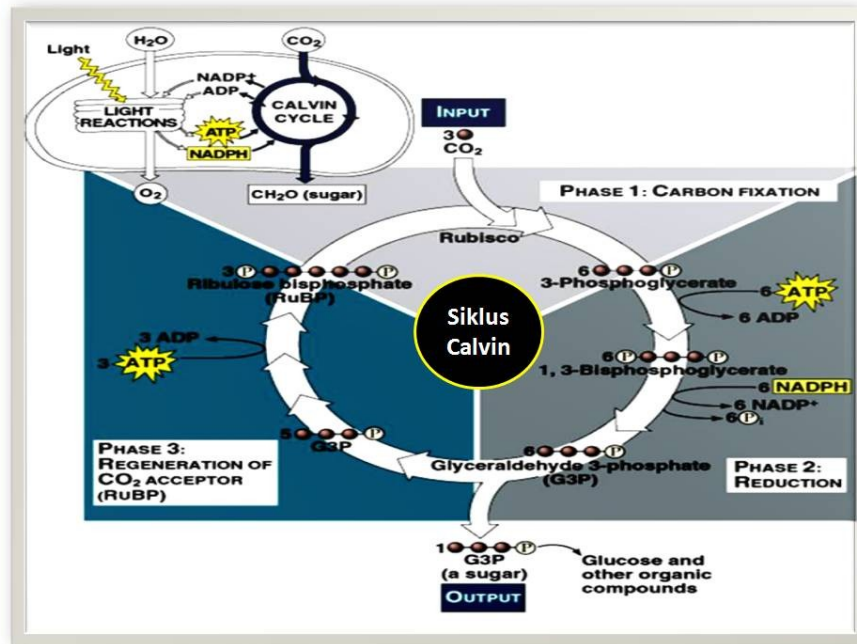 H₂O
CO₂
Light
NADP⁺
ADP
LIGHT
REACTIONS
CALVIN
CYCLE
ATP
NADPH
O₂
CH₂O (sugar)
INPUT
3
CO₂
PHASE 1: CARBON FIXATION
Rubisco
3 P P
Ribulose bisphosphate
(RuBP)
6 P
3-Phosphoglycerate
6 ATP
6 ADP
Siklus
Calvin
3 ADP
3 ATP
6 P P
1, 3-Bisphosphoglycerate
6 NADPH
6 NADP⁺
6 Pi
5 P
G3P
6 P
Glyceraldehyde 3-phosphate
(G3P)
PHASE 3:
REGENERATION OF
CO₂ ACCEPTOR
(RuBP)
PHASE 2:
REDUCTION
1 P
G3P
(a sugar)
OUTPUT
Glucose and
other organic
compounds